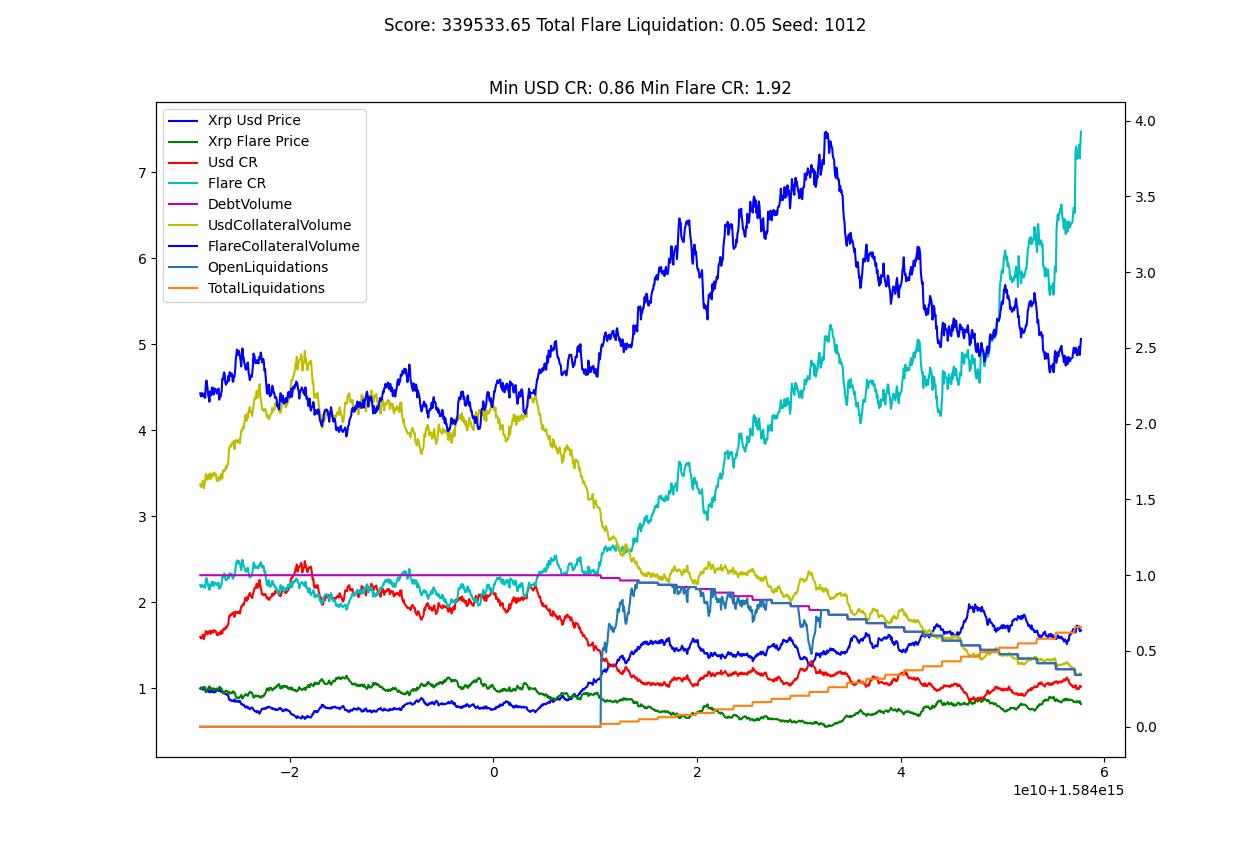 Score: 339533.65 Total Flare Liquidation: 0.05 Seed: 1012
Min USD CR: 0.86 Min Flare CR: 1.92
Xrp Usd Price
Xrp Flare Price
Usd CR
Flare CR
DebtVolume
UsdCollateralVolume
FlareCollateralVolume
OpenLiquidations
TotalLiquidations
7
6
5
4
3
2
1
4.0
3.5
3.0
2.5
2.0
1.5
1.0
0.5
0.0
−2
0
2
4
6
1e10+1.584e15